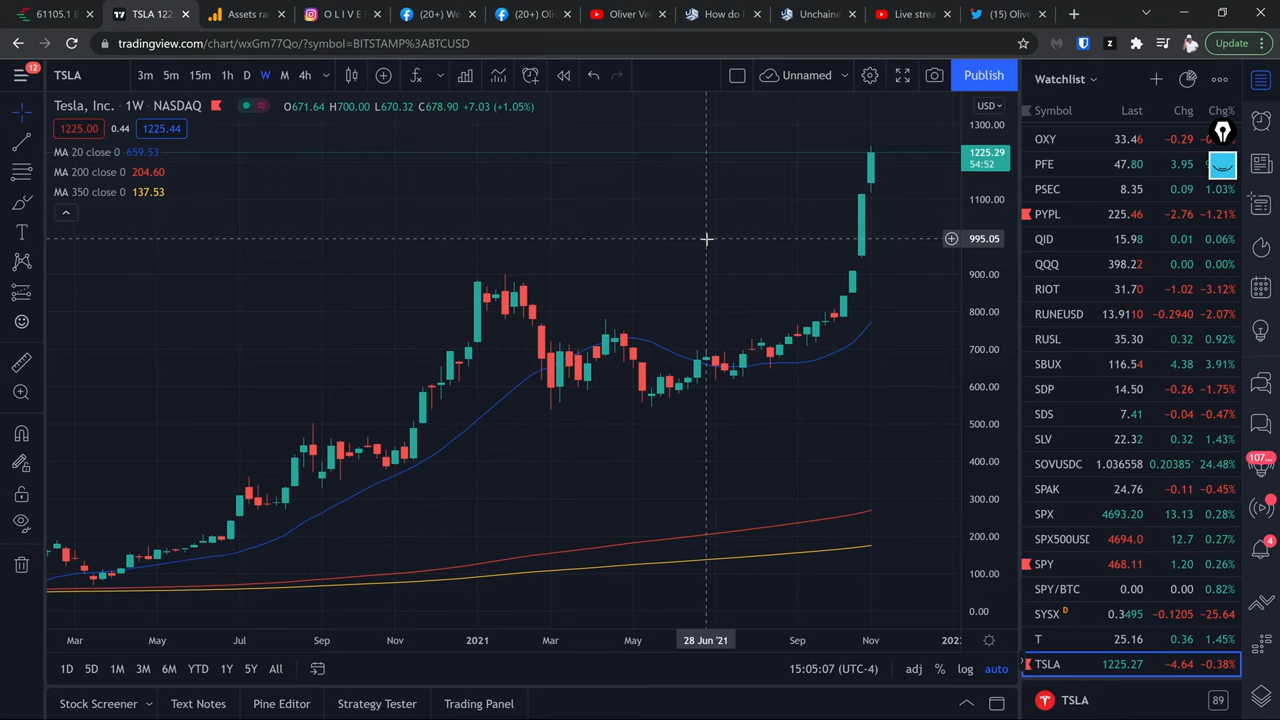 61105.1 B
TSLA 122
Assets ra
O L I V E
(20+) We
(20+) Oli
Oliver Ve
How do
Unchaine
Live strea
(15) Olive
tradingview.com/chart/wxGm77Qo/?symbol=BITSTAMP%3ABTCUSD
Update
12
TSLA
3m 5m 15m 1h D W M 4h
Unnamed
Publish
Watchlist
Tesla, Inc. · 1W · NASDAQ
O671.64 H700.00 L670.32 C678.90 +7.03 (+1.05%)
1225.00 0.44 1225.44
MA 20 close 0 659.53
MA 200 close 0 204.60
MA 350 close 0 137.53
USD
1300.00
1225.29
54:52
1100.00
995.05
900.00
800.00
700.00
600.00
500.00
400.00
300.00
200.00
100.00
0.00
Mar May Jul Sep Nov 2021 Mar May 28 Jun '21 Sep Nov 2022
1D 5D 1M 3M 6M YTD 1Y 5Y All
15:05:07 (UTC-4) adj % log auto
Stock Screener Text Notes Pine Editor Strategy Tester Trading Panel
Symbol Last Chg Chg%
OXY 33.46 −0.29
PFE 47.80 3.95
PSEC 8.35 0.09 1.03%
PYPL 225.46 −2.76 −1.21%
QID 15.98 0.01 0.06%
QQQ 398.22 0.00 0.00%
RIOT 31.70 −1.02 −3.12%
RUNEUSD 13.9110 −0.2940 −2.07%
RUSL 35.30 0.32 0.92%
SBUX 116.54 4.38 3.91%
SDP 14.50 −0.26 −1.75%
SDS 7.41 −0.04 −0.47%
SLV 22.32 0.32 1.43%
SOVUSDC 1.036558 0.20385 24.48%
SPAK 24.76 −0.11 −0.45%
SPX 4693.20 13.13 0.28%
SPX500USD 4694.0 12.7 0.27%
SPY 468.11 1.20 0.26%
SPY/BTC 0.00 0.00 0.82%
SYSX D 0.3495 −0.1205 −25.64
T 25.16 0.36 1.45%
TSLA 1225.27 −4.64 −0.38%
TSLA
89
107...
4